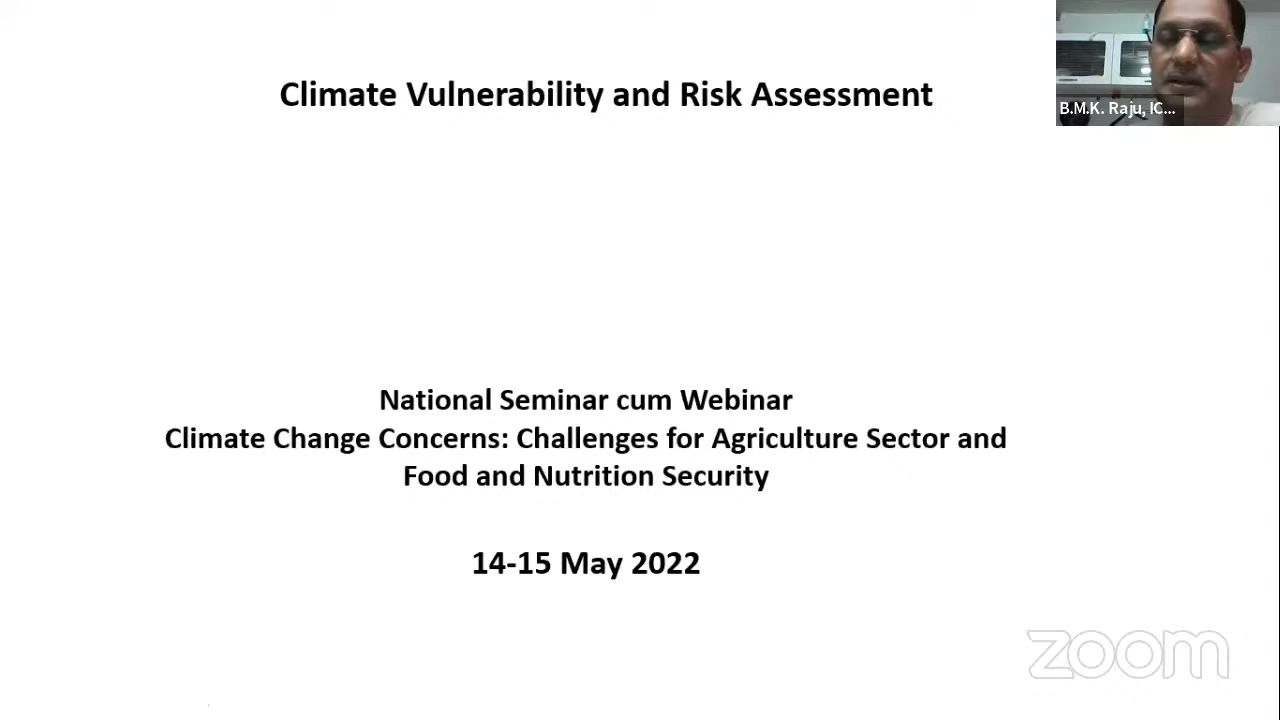 Climate Vulnerability and Risk Assessment
B.M.K. Raju, IC...
National Seminar cum Webinar
Climate Change Concerns: Challenges for Agriculture Sector and
Food and Nutrition Security
14-15 May 2022
zoom